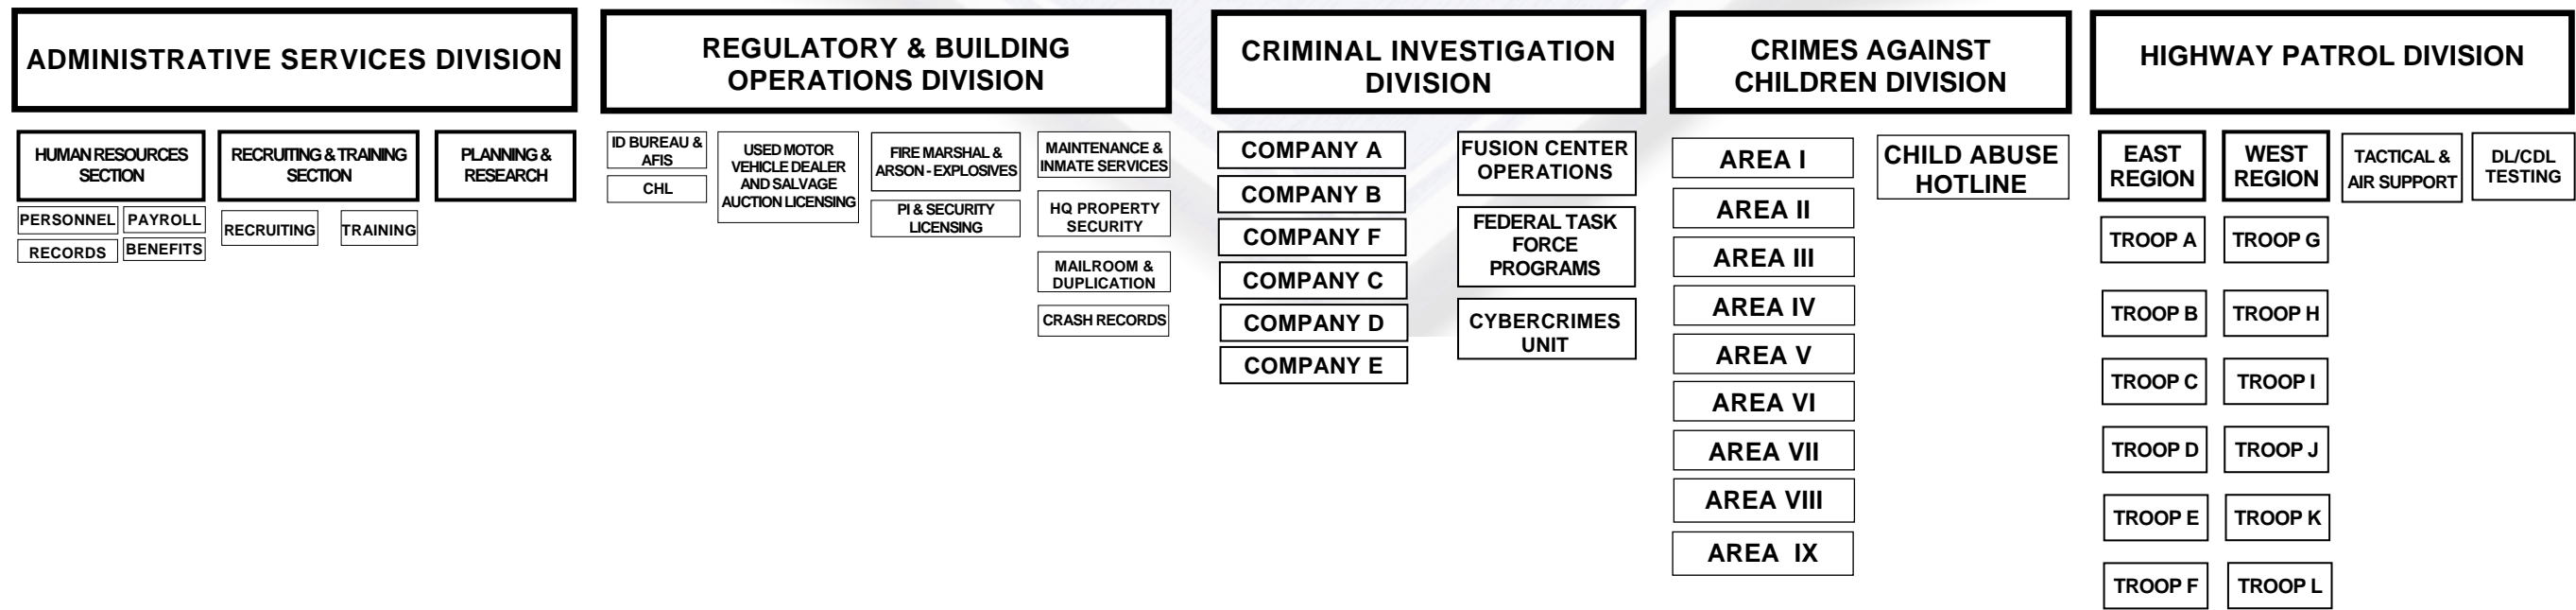 ADMINISTRATIVE SERVICES DIVISION
HUMAN RESOURCES
SECTION
PERSONNEL
PAYROLL
RECORDS
BENEFITS
RECRUITING & TRAINING
SECTION
RECRUITING
TRAINING
PLANNING &
RESEARCH
REGULATORY & BUILDING
OPERATIONS DIVISION
ID BUREAU &
AFIS
CHL
USED MOTOR
VEHICLE DEALER
AND SALVAGE
AUCTION LICENSING
FIRE MARSHAL &
ARSON - EXPLOSIVES
PI & SECURITY
LICENSING
MAINTENANCE &
INMATE SERVICES
HQ PROPERTY
SECURITY
MAILROOM &
DUPLICATION
CRASH RECORDS
CRIMINAL INVESTIGATION
DIVISION
COMPANY A
COMPANY B
COMPANY F
COMPANY C
COMPANY D
COMPANY E
FUSION CENTER
OPERATIONS
FEDERAL TASK
FORCE
PROGRAMS
CYBERCRIMES
UNIT
CRIMES AGAINST
CHILDREN DIVISION
AREA I
AREA II
AREA III
AREA IV
AREA V
AREA VI
AREA VII
AREA VIII
AREA IX
CHILD ABUSE
HOTLINE
HIGHWAY PATROL DIVISION
EAST
REGION
TROOP A
TROOP B
TROOP C
TROOP D
TROOP E
TROOP F
WEST
REGION
TROOP G
TROOP H
TROOP I
TROOP J
TROOP K
TROOP L
TACTICAL &
AIR SUPPORT
DL/CDL
TESTING